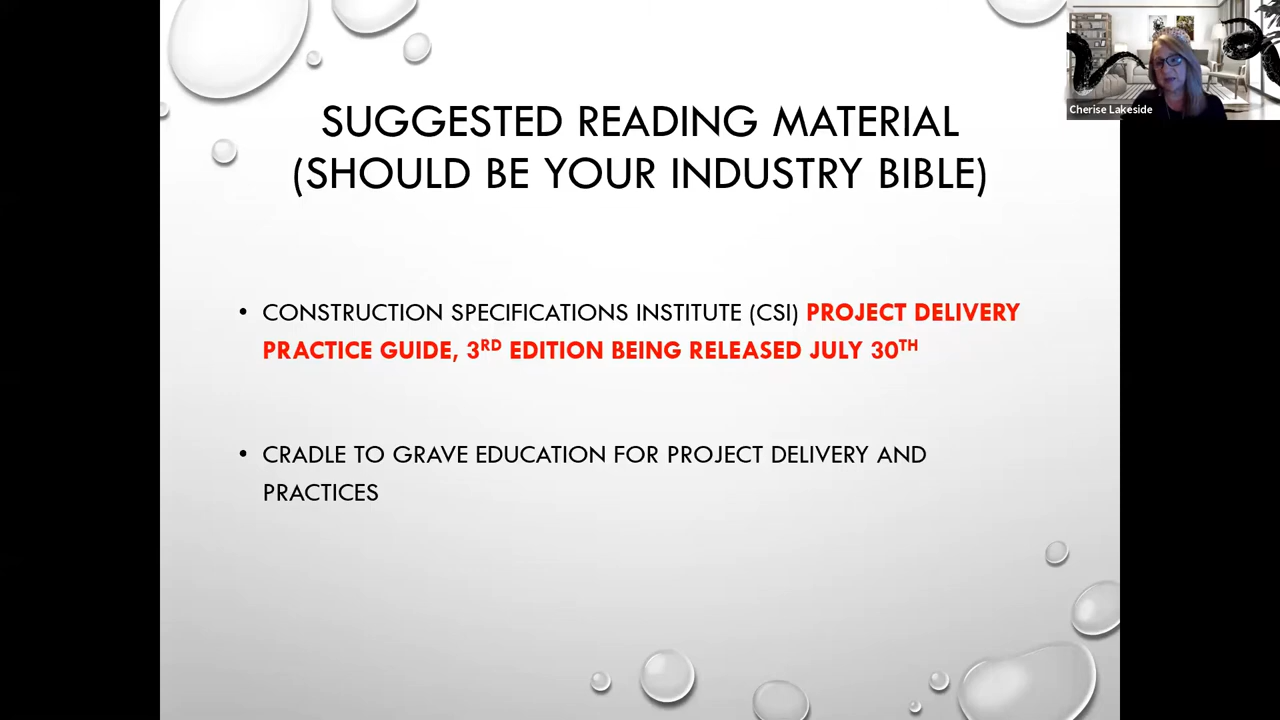 SUGGESTED READING MATERIAL
(SHOULD BE YOUR INDUSTRY BIBLE)
Cherise Lakeside
• CONSTRUCTION SPECIFICATIONS INSTITUTE (CSI) PROJECT DELIVERY
PRACTICE GUIDE, 3RD EDITION BEING RELEASED JULY 30TH
• CRADLE TO GRAVE EDUCATION FOR PROJECT DELIVERY AND
PRACTICES